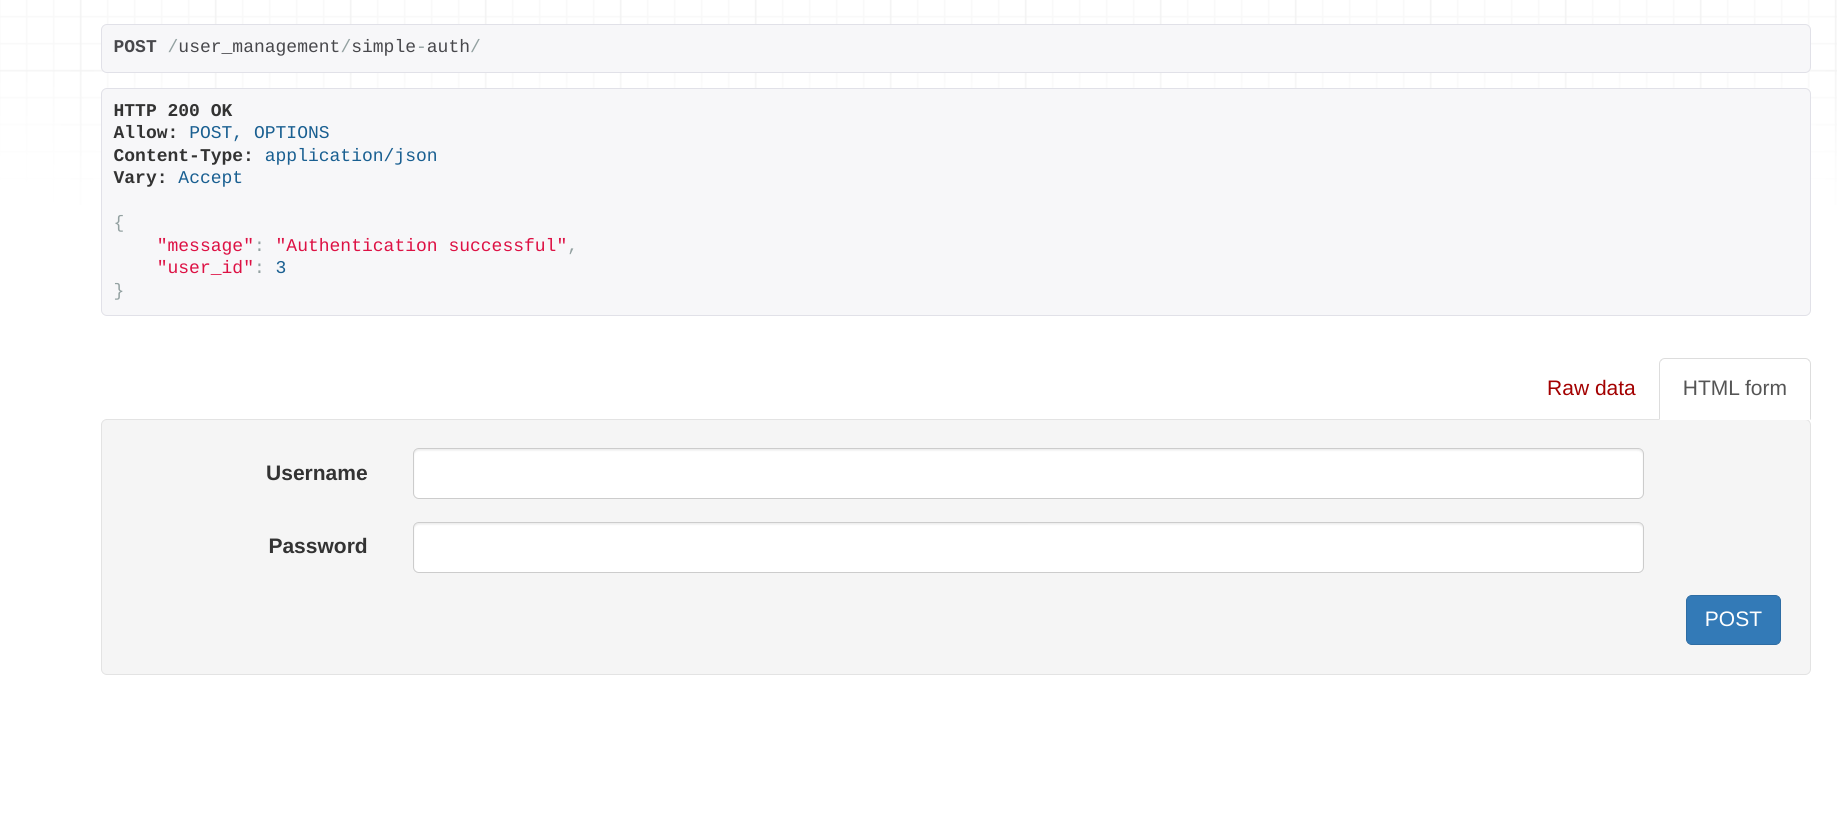 POST /user_management/simple-auth/
HTTP 200 OK
Allow: POST, OPTIONS
Content-Type: application/json
Vary: Accept
{
    "message": "Authentication successful",
    "user_id": 3
}
Raw data HTML form
Username
Password
POST